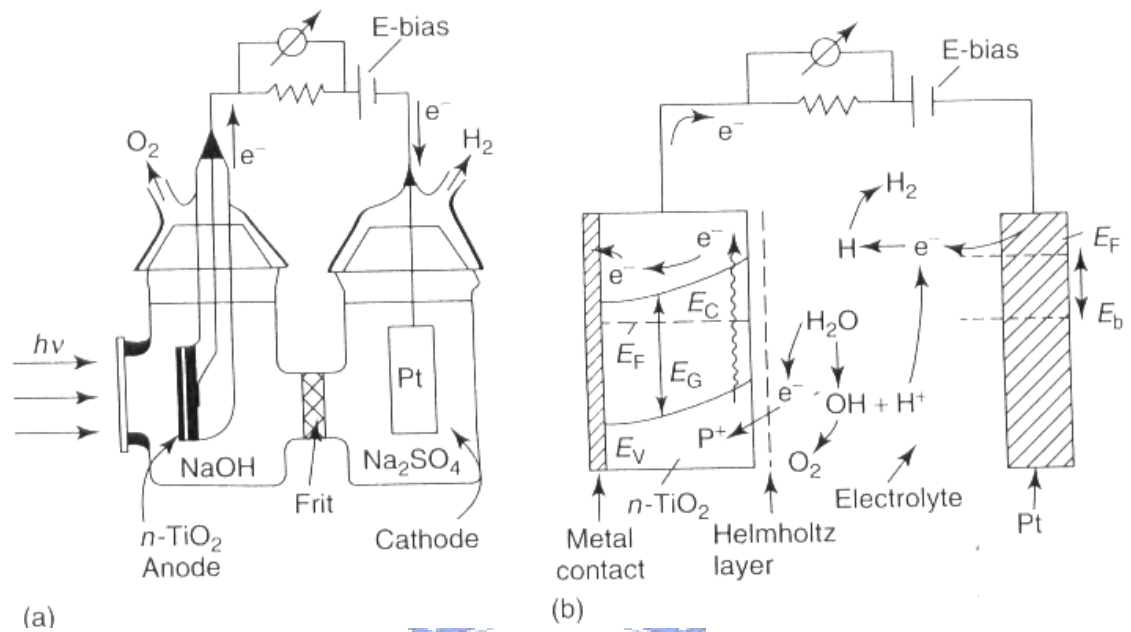 E-bias
e⁻
e⁻
O₂
H₂
hν
Pt
NaOH
Na₂SO₄
Frit
n-TiO₂
Anode
Cathode
(a)
E-bias
e⁻
H₂
H
e⁻
E_F
E_b
e⁻
e⁻
E_C
E_F
E_G
E_V
H₂O
e⁻
OH + H⁺
P⁺
O₂
n-TiO₂
Electrolyte
Metal
contact
Helmholtz
layer
Pt
(b)